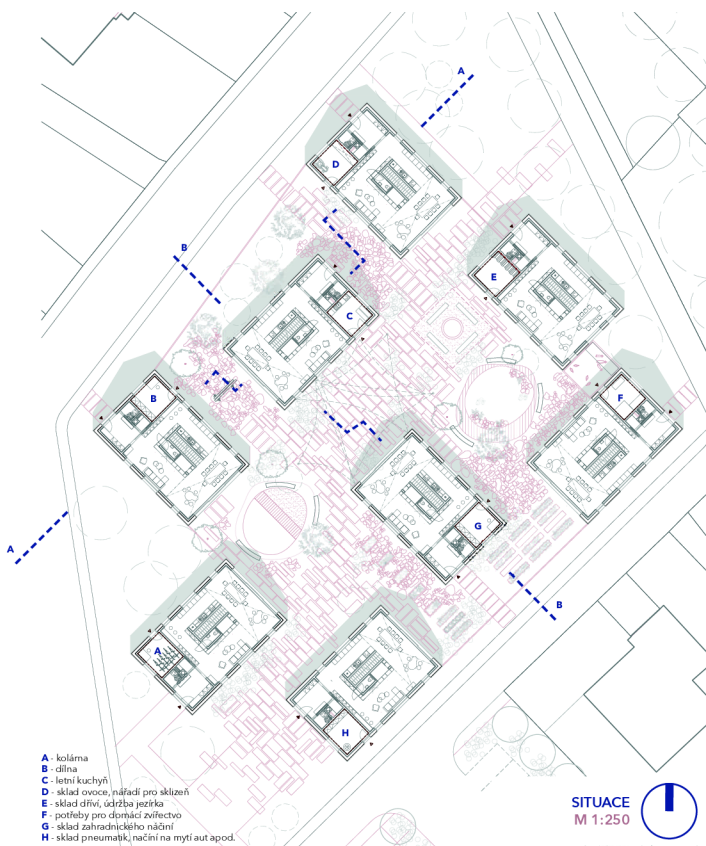 A
D
B
E
C
B
F
A
G
B
A
H
A - kolárna
B - dílna
C - letní kuchyň
D - sklad ovoce, nářadí pro sklizeň
E - sklad dříví, údržba jezírka
F - potřeby pro domácí zvířectvo
G - sklad zahradnického náčiní
H - sklad pneumatik, načíní na mytí aut apod.
SITUACE
M 1:250